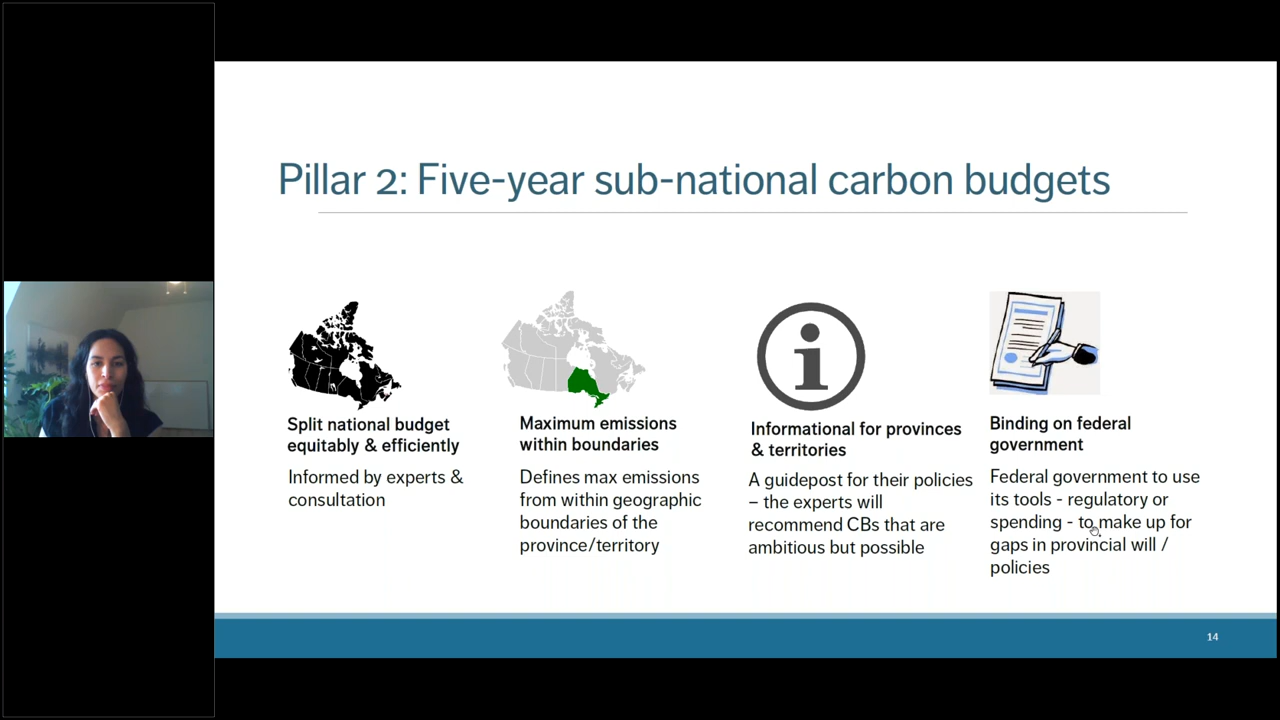 Pillar 2: Five-year sub-national carbon budgets
Split national budget
equitably & efficiently
Informed by experts &
consultation
Maximum emissions
within boundaries
Defines max emissions
from within geographic
boundaries of the
province/territory
Informational for provinces
& territories
A guidepost for their policies
– the experts will
recommend CBs that are
ambitious but possible
Binding on federal
government
Federal government to use
its tools - regulatory or
spending - to make up for
gaps in provincial will /
policies
14